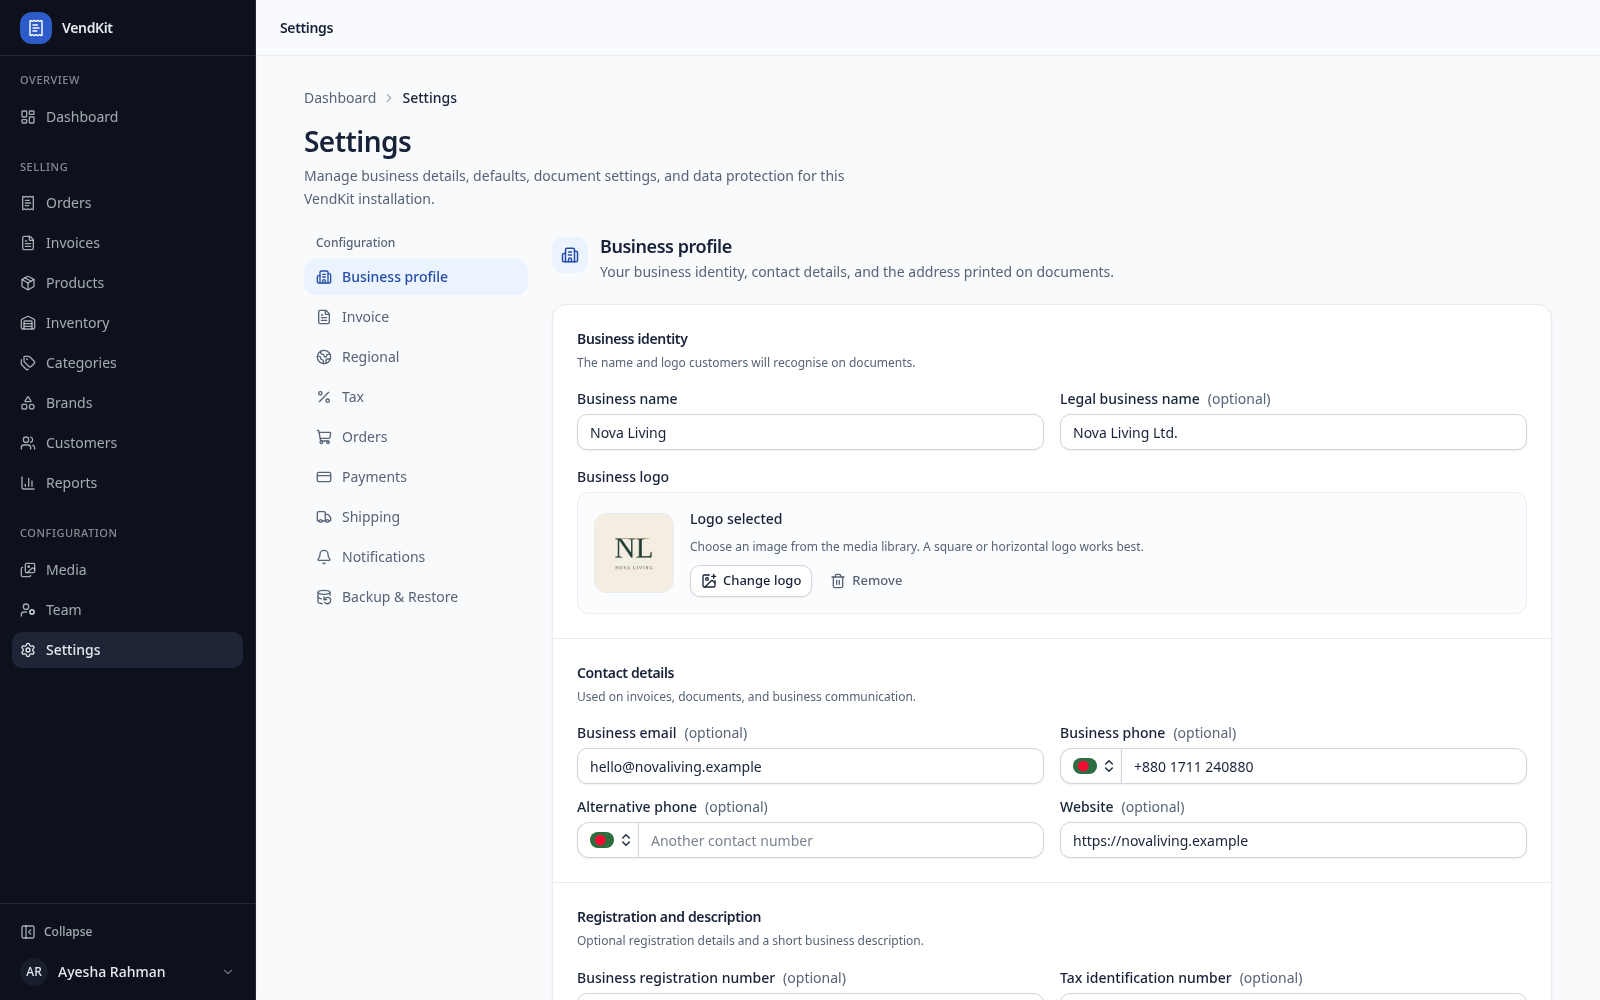 VendKit
Settings
OVERVIEW
Dashboard
SELLING
Orders
Invoices
Products
Inventory
Categories
Brands
Customers
Reports
CONFIGURATION
Media
Team
Settings
Collapse
AR Ayesha Rahman
Dashboard Settings
Settings
Manage business details, defaults, document settings, and data protection for this
VendKit installation.
Configuration
Business profile
Invoice
Regional
Tax
Orders
Payments
Shipping
Notifications
Backup & Restore
Business profile
Your business identity, contact details, and the address printed on documents.
Business identity
The name and logo customers will recognise on documents.
Business name
Nova Living
Legal business name (optional)
Nova Living Ltd.
Business logo
NL
NOVA LIVING
Logo selected
Choose an image from the media library. A square or horizontal logo works best.
Change logo Remove
Contact details
Used on invoices, documents, and business communication.
Business email (optional)
hello@novaliving.example
Business phone (optional)
+880 1711 240880
Alternative phone (optional)
Another contact number
Website (optional)
https://novaliving.example
Registration and description
Optional registration details and a short business description.
Business registration number (optional)
Tax identification number (optional)